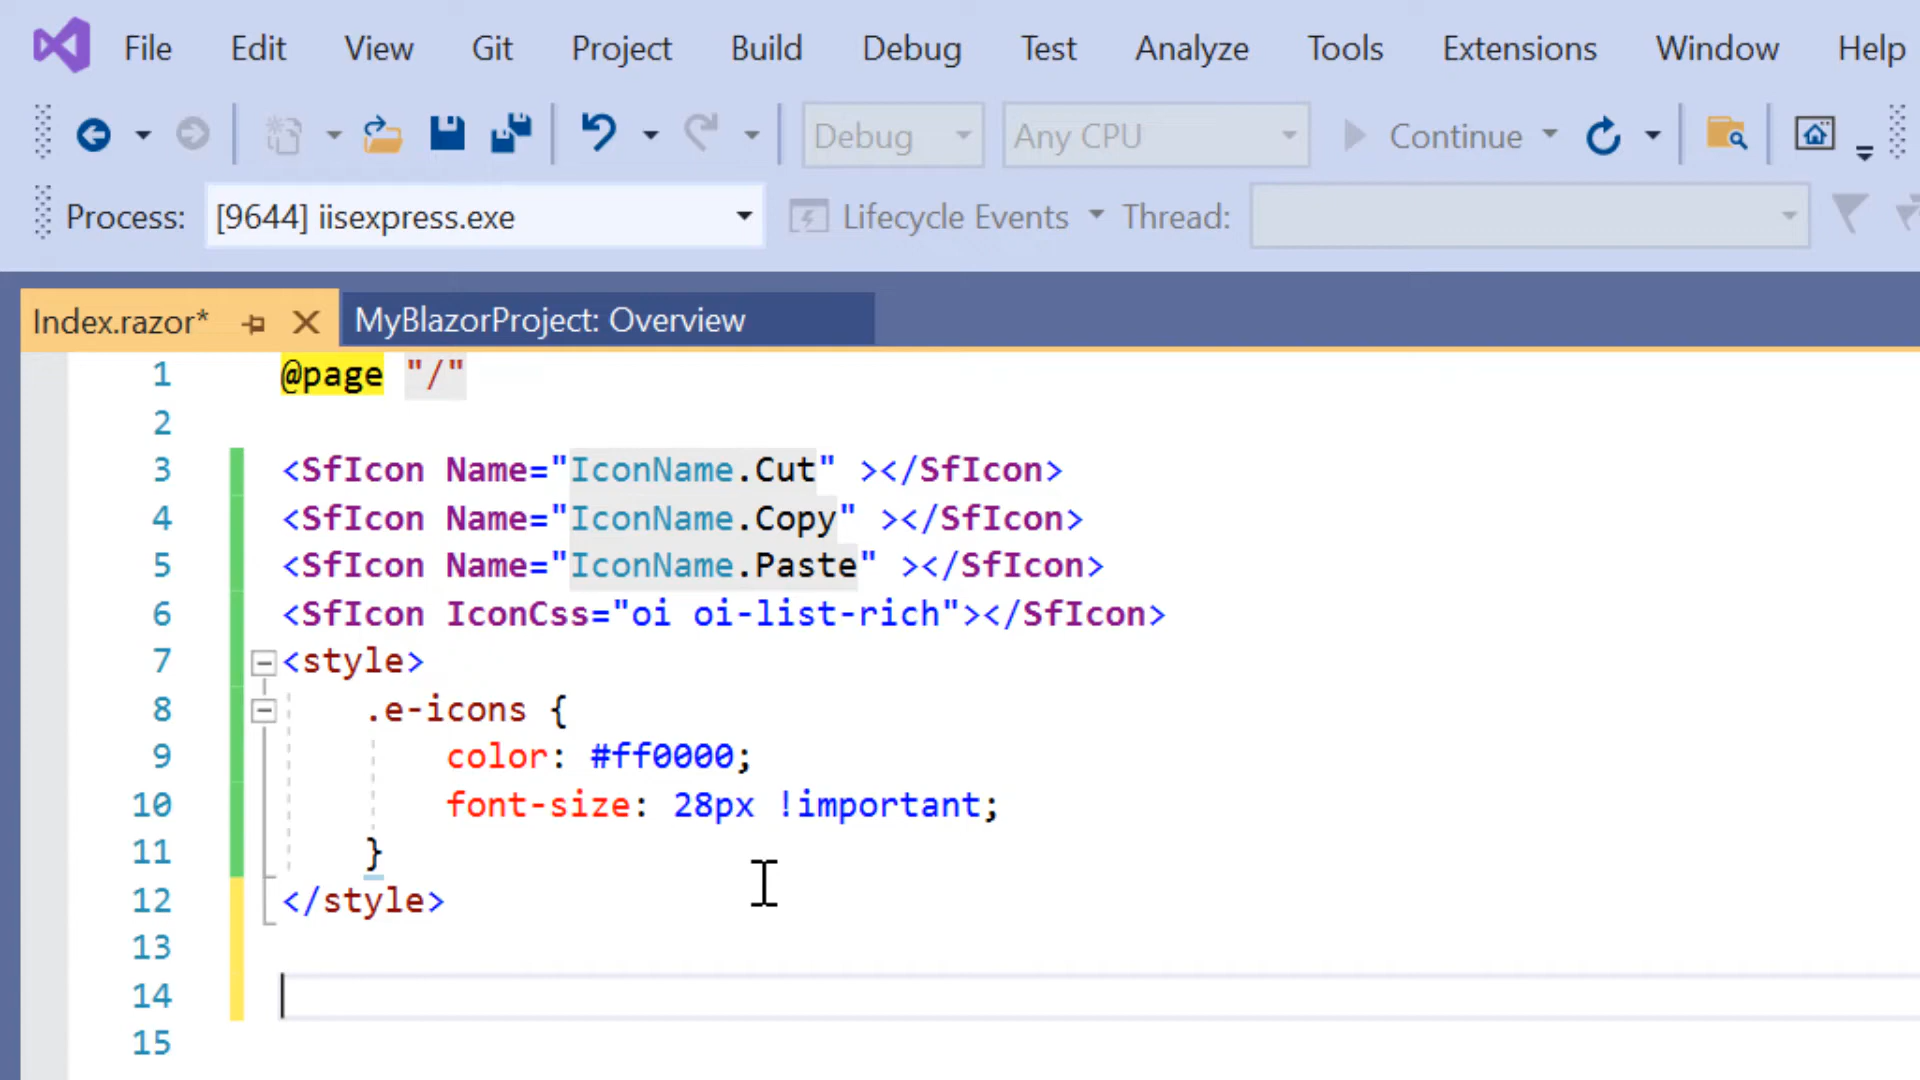 File Edit View Git Project Build Debug Test Analyze Tools Extensions Window Help
Debug Any CPU Continue
Process: [9644] iisexpress.exe Lifecycle Events Thread:
Index.razor* MyBlazorProject: Overview
1 @page "/"
2
3 <SfIcon Name="IconName.Cut" ></SfIcon>
4 <SfIcon Name="IconName.Copy" ></SfIcon>
5 <SfIcon Name="IconName.Paste" ></SfIcon>
6 <SfIcon IconCss="oi oi-list-rich"></SfIcon>
7 <style>
8 .e-icons {
9 color: #ff0000;
10 font-size: 28px !important;
11 }
12 </style>
13
14
15